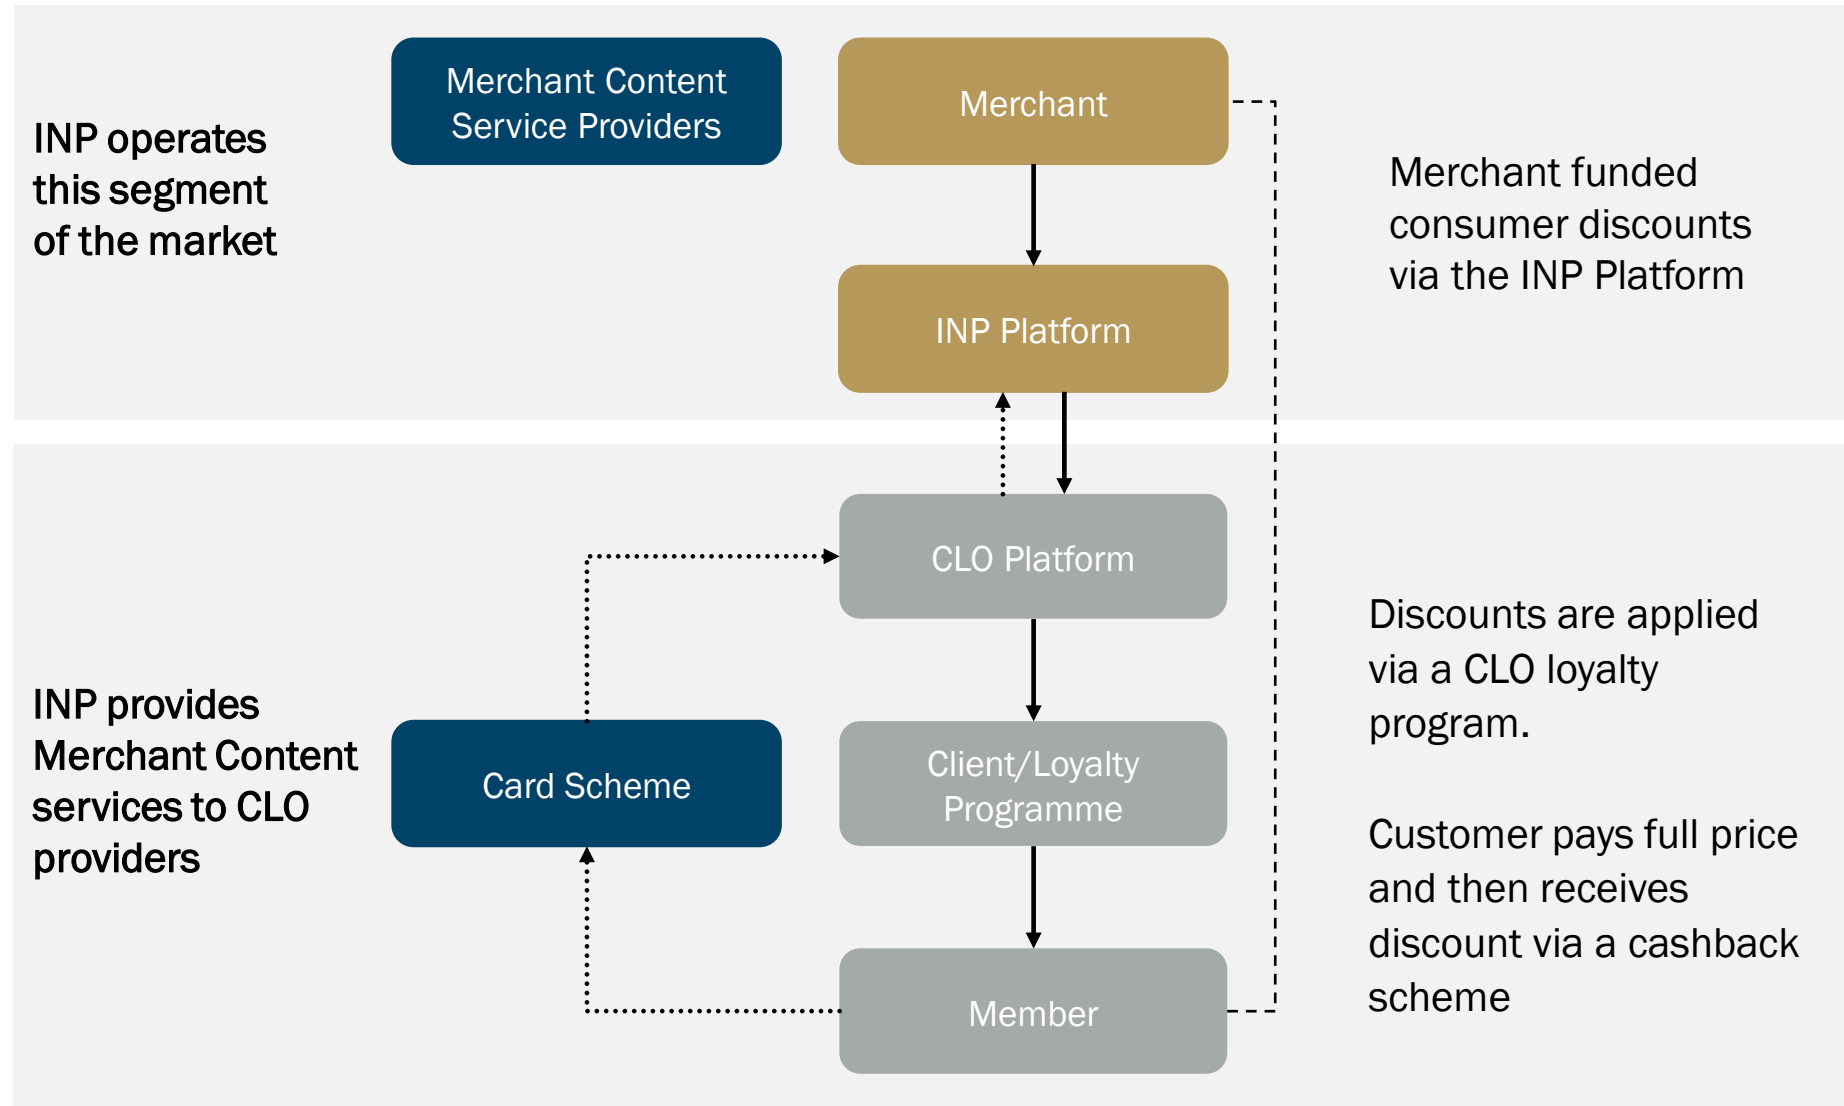 INP operates
this segment
of the market
Merchant Content
Service Providers
Merchant
INP Platform
Merchant funded
consumer discounts
via the INP Platform
INP provides
Merchant Content
services to CLO
providers
CLO Platform
Card Scheme
Client/Loyalty
Programme
Member
Discounts are applied
via a CLO loyalty
program.
Customer pays full price
and then receives
discount via a cashback
scheme